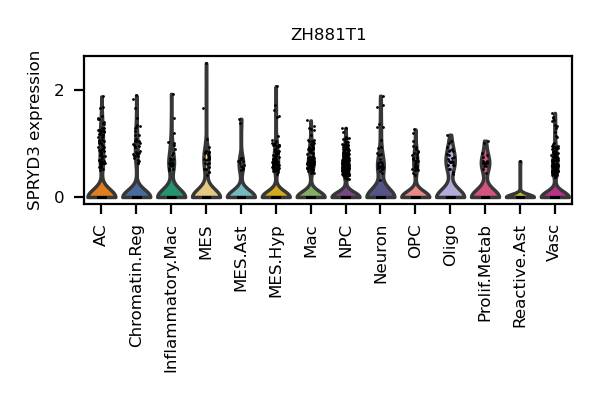 ZH881T1
SPRYD3 expression
2
0
AC
Chromatin.Reg
Inflammatory.Mac
MES
MES.Ast
MES.Hyp
Mac
NPC
Neuron
OPC
Oligo
Prolif.Metab
Reactive.Ast
Vasc